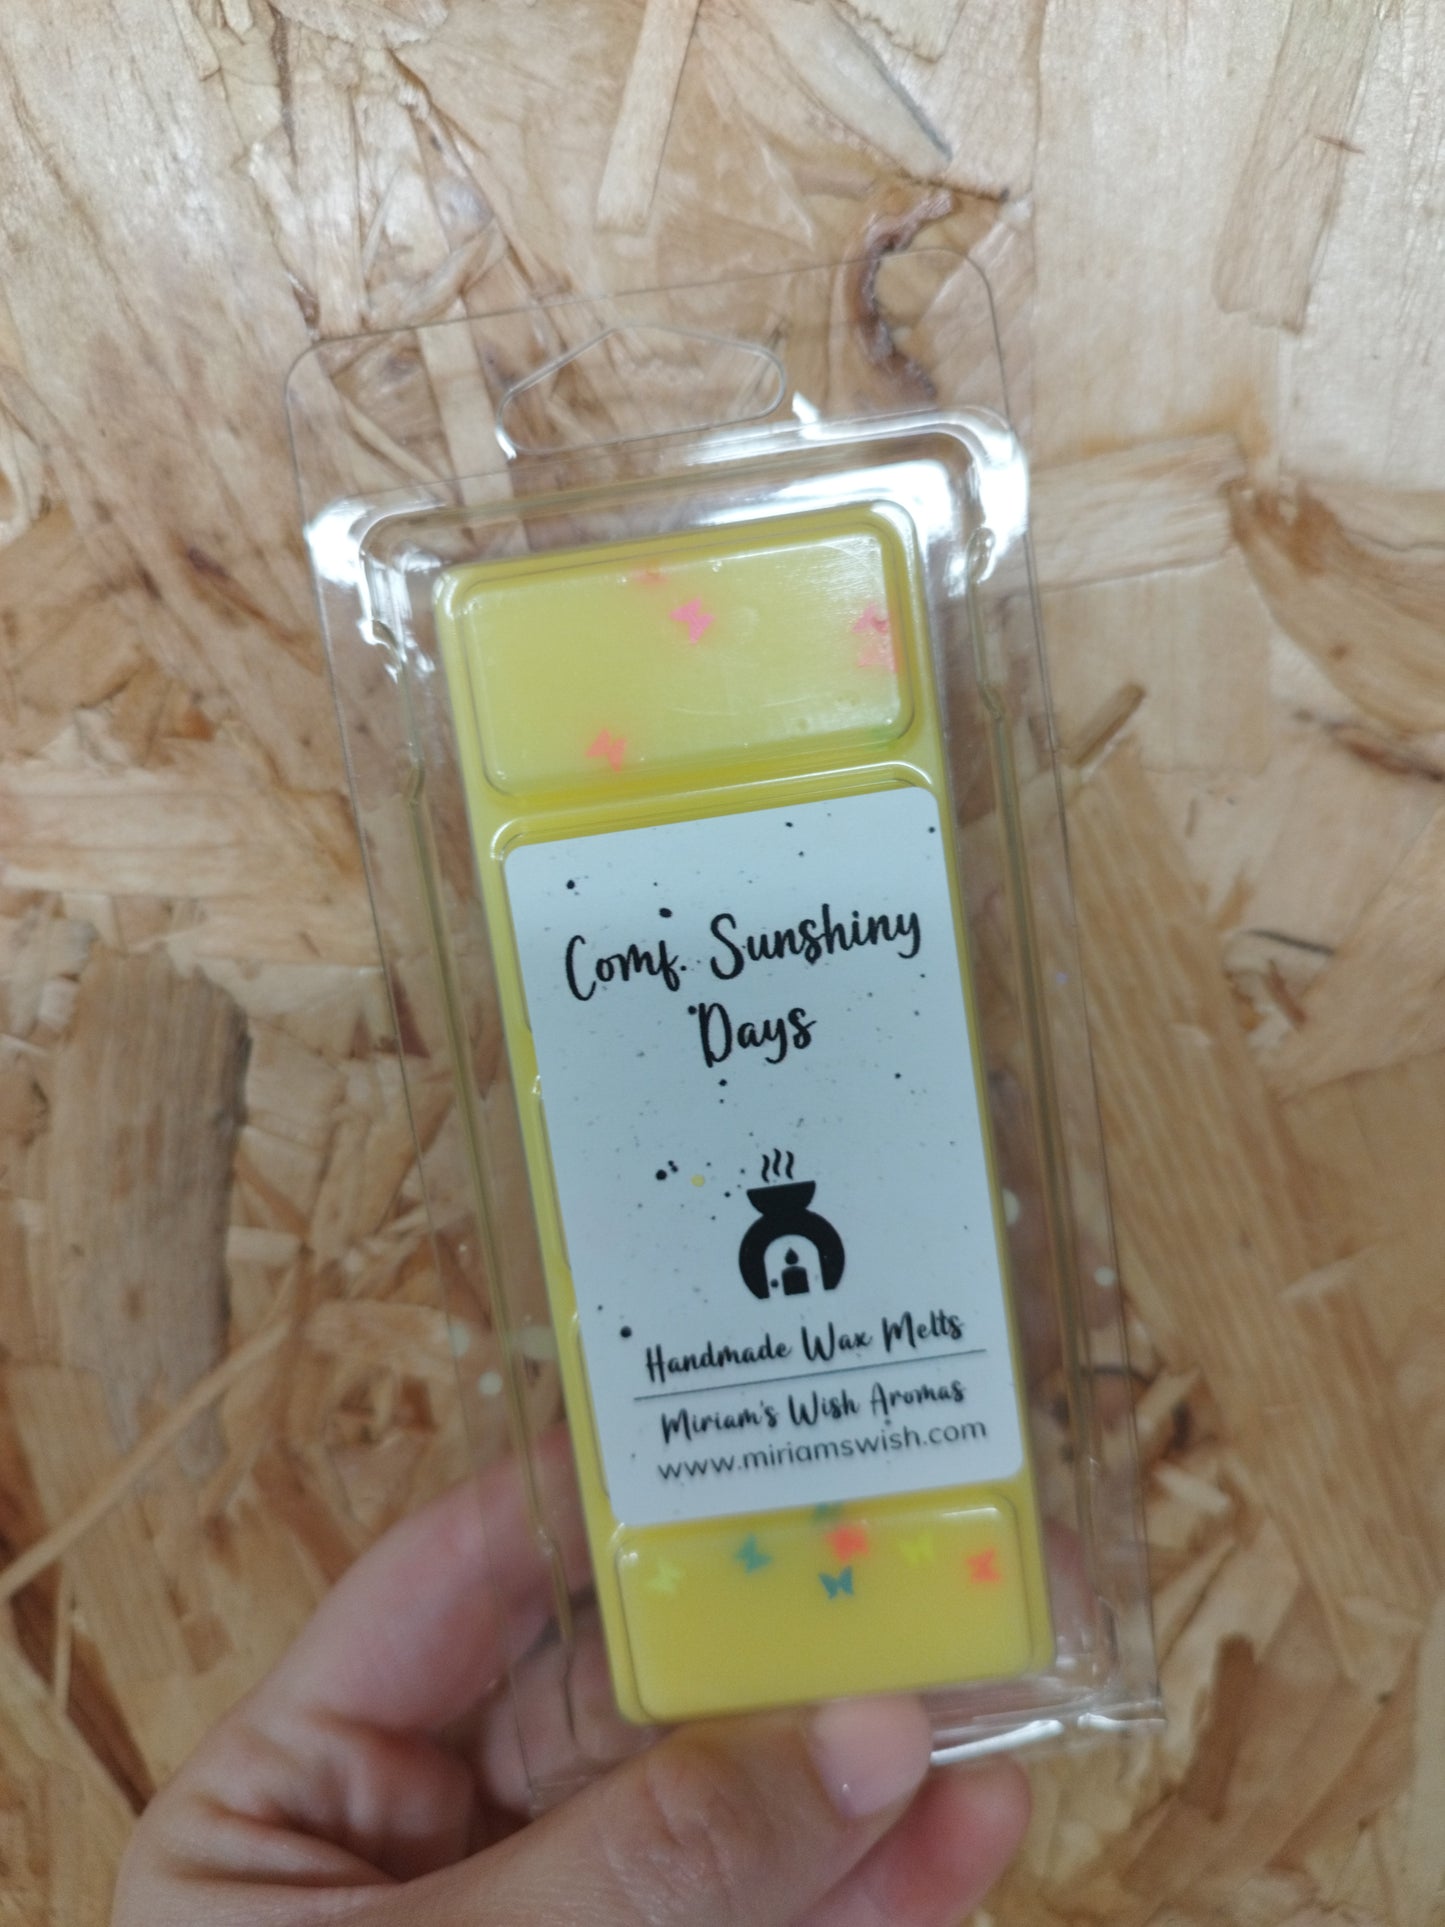 Comf. Sunshiny
Days
Handmade Wax Melts
Miriam's Wish Aromas
www.miriamswish.com